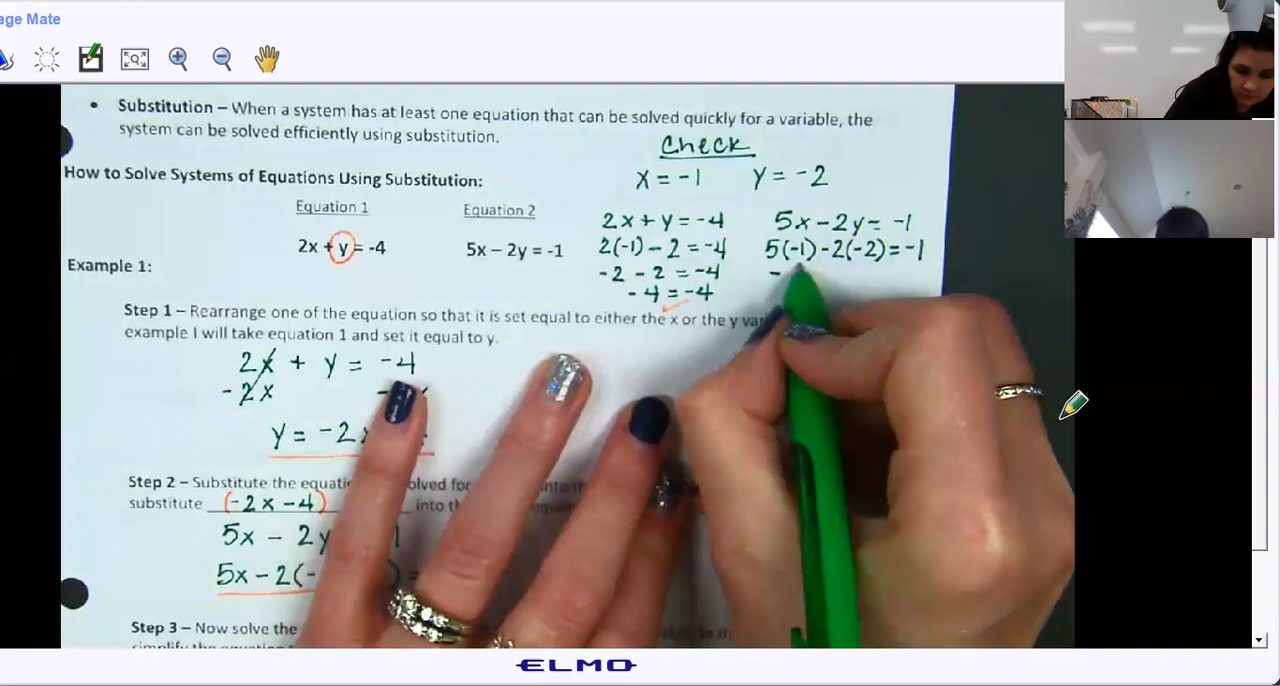 age Mate
• Substitution – When a system has at least one equation that can be solved quickly for a variable, the
system can be solved efficiently using substitution.
Check
x = -1 y = -2
How to Solve Systems of Equations Using Substitution:
Equation 1 Equation 2
2x + y = -4 5x – 2y = -1
2x + y = -4
2(-1) - 2 = -4
-2 - 2 = -4
-4 = -4
5x - 2y = -1
5(-1) - 2(-2) = -1
-
Example 1:
Step 1 – Rearrange one of the equation so that it is set equal to either the x or the y
example I will take equation 1 and set it equal to y.
2x + y = -4
-2x
y = -2
Step 2 – Substitute the
substitute (-2x - 4) into
5x - 2y
5x - 2(-
Step 3 – Now solve the
ELMO